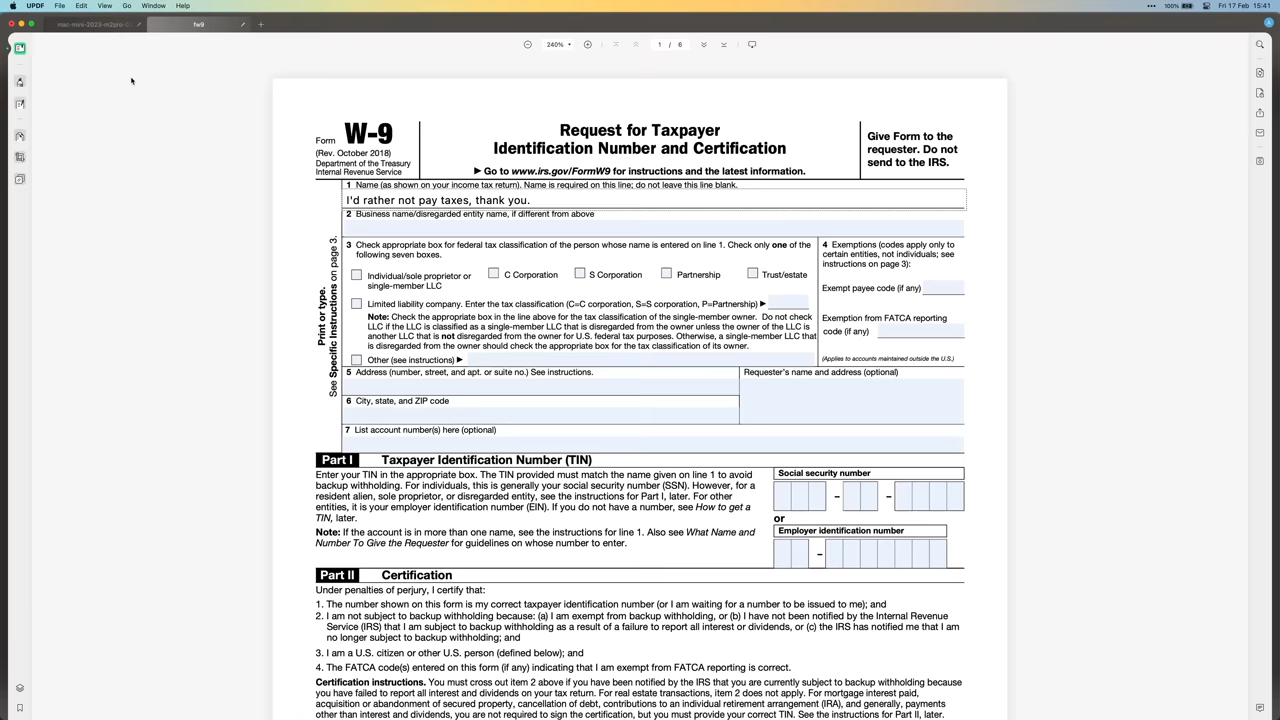 UPDF File Edit View Go Window Help
100% Fri 17 Feb 15:41
mac-mini-2023-m2pro-
fw9
240%
1 / 6
Form W-9
(Rev. October 2018)
Department of the Treasury
Internal Revenue Service
Request for Taxpayer
Identification Number and Certification
▶ Go to www.irs.gov/FormW9 for instructions and the latest information.
Give Form to the
requester. Do not
send to the IRS.
Print or type.
See Specific Instructions on page 3.
1 Name (as shown on your income tax return). Name is required on this line; do not leave this line blank.
I'd rather not pay taxes, thank you.
2 Business name/disregarded entity name, if different from above
3 Check appropriate box for federal tax classification of the person whose name is entered on line 1. Check only one of the
following seven boxes.
Individual/sole proprietor or
single-member LLC
C Corporation
S Corporation
Partnership
Trust/estate
Limited liability company. Enter the tax classification (C=C corporation, S=S corporation, P=Partnership) ▶
Note: Check the appropriate box in the line above for the tax classification of the single-member owner. Do not check
LLC if the LLC is classified as a single-member LLC that is disregarded from the owner unless the owner of the LLC is
another LLC that is not disregarded from the owner for U.S. federal tax purposes. Otherwise, a single-member LLC that
is disregarded from the owner should check the appropriate box for the tax classification of its owner.
Other (see instructions) ▶
4 Exemptions (codes apply only to
certain entities, not individuals; see
instructions on page 3):
Exempt payee code (if any)
Exemption from FATCA reporting
code (if any)
(Applies to accounts maintained outside the U.S.)
5 Address (number, street, and apt. or suite no.) See instructions.
Requester's name and address (optional)
6 City, state, and ZIP code
7 List account number(s) here (optional)
Part I Taxpayer Identification Number (TIN)
Enter your TIN in the appropriate box. The TIN provided must match the name given on line 1 to avoid
backup withholding. For individuals, this is generally your social security number (SSN). However, for a
resident alien, sole proprietor, or disregarded entity, see the instructions for Part I, later. For other
entities, it is your employer identification number (EIN). If you do not have a number, see How to get a
TIN, later.
Note: If the account is in more than one name, see the instructions for line 1. Also see What Name and
Number To Give the Requester for guidelines on whose number to enter.
Social security number
– –
or
Employer identification number
–
Part II Certification
Under penalties of perjury, I certify that:
1. The number shown on this form is my correct taxpayer identification number (or I am waiting for a number to be issued to me); and
2. I am not subject to backup withholding because: (a) I am exempt from backup withholding, or (b) I have not been notified by the Internal Revenue
Service (IRS) that I am subject to backup withholding as a result of a failure to report all interest or dividends, or (c) the IRS has notified me that I am
no longer subject to backup withholding; and
3. I am a U.S. citizen or other U.S. person (defined below); and
4. The FATCA code(s) entered on this form (if any) indicating that I am exempt from FATCA reporting is correct.
Certification instructions. You must cross out item 2 above if you have been notified by the IRS that you are currently subject to backup withholding because
you have failed to report all interest and dividends on your tax return. For real estate transactions, item 2 does not apply. For mortgage interest paid,
acquisition or abandonment of secured property, cancellation of debt, contributions to an individual retirement arrangement (IRA), and generally, payments
other than interest and dividends, you are not required to sign the certification, but you must provide your correct TIN. See the instructions for Part II, later.